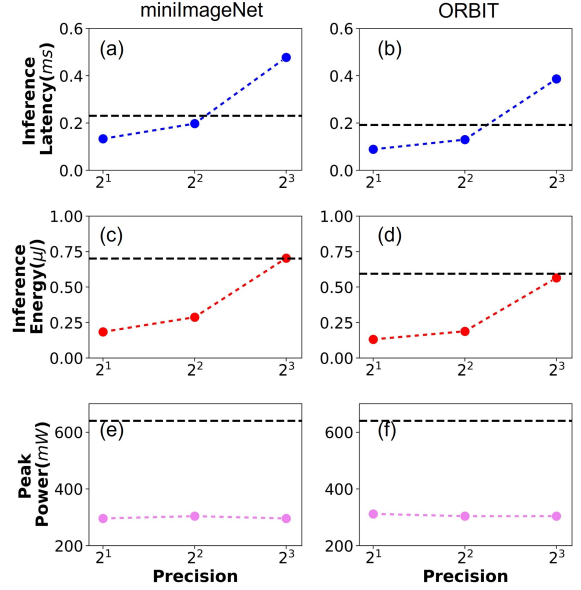 miniImageNet ORBIT
Inference Latency(ms)
0.6 (a) 0.6 (b)
0.4 0.4
0.2 0.2
0.0 0.0
2¹ 2² 2³ 2¹ 2² 2³
Inference Energy(μJ)
1.00 (c) 1.00 (d)
0.75 0.75
0.50 0.50
0.25 0.25
0.00 0.00
2¹ 2² 2³ 2¹ 2² 2³
Peak Power(mW)
600 (e) 600 (f)
400 400
200 200
2¹ 2² 2³ 2¹ 2² 2³
Precision Precision